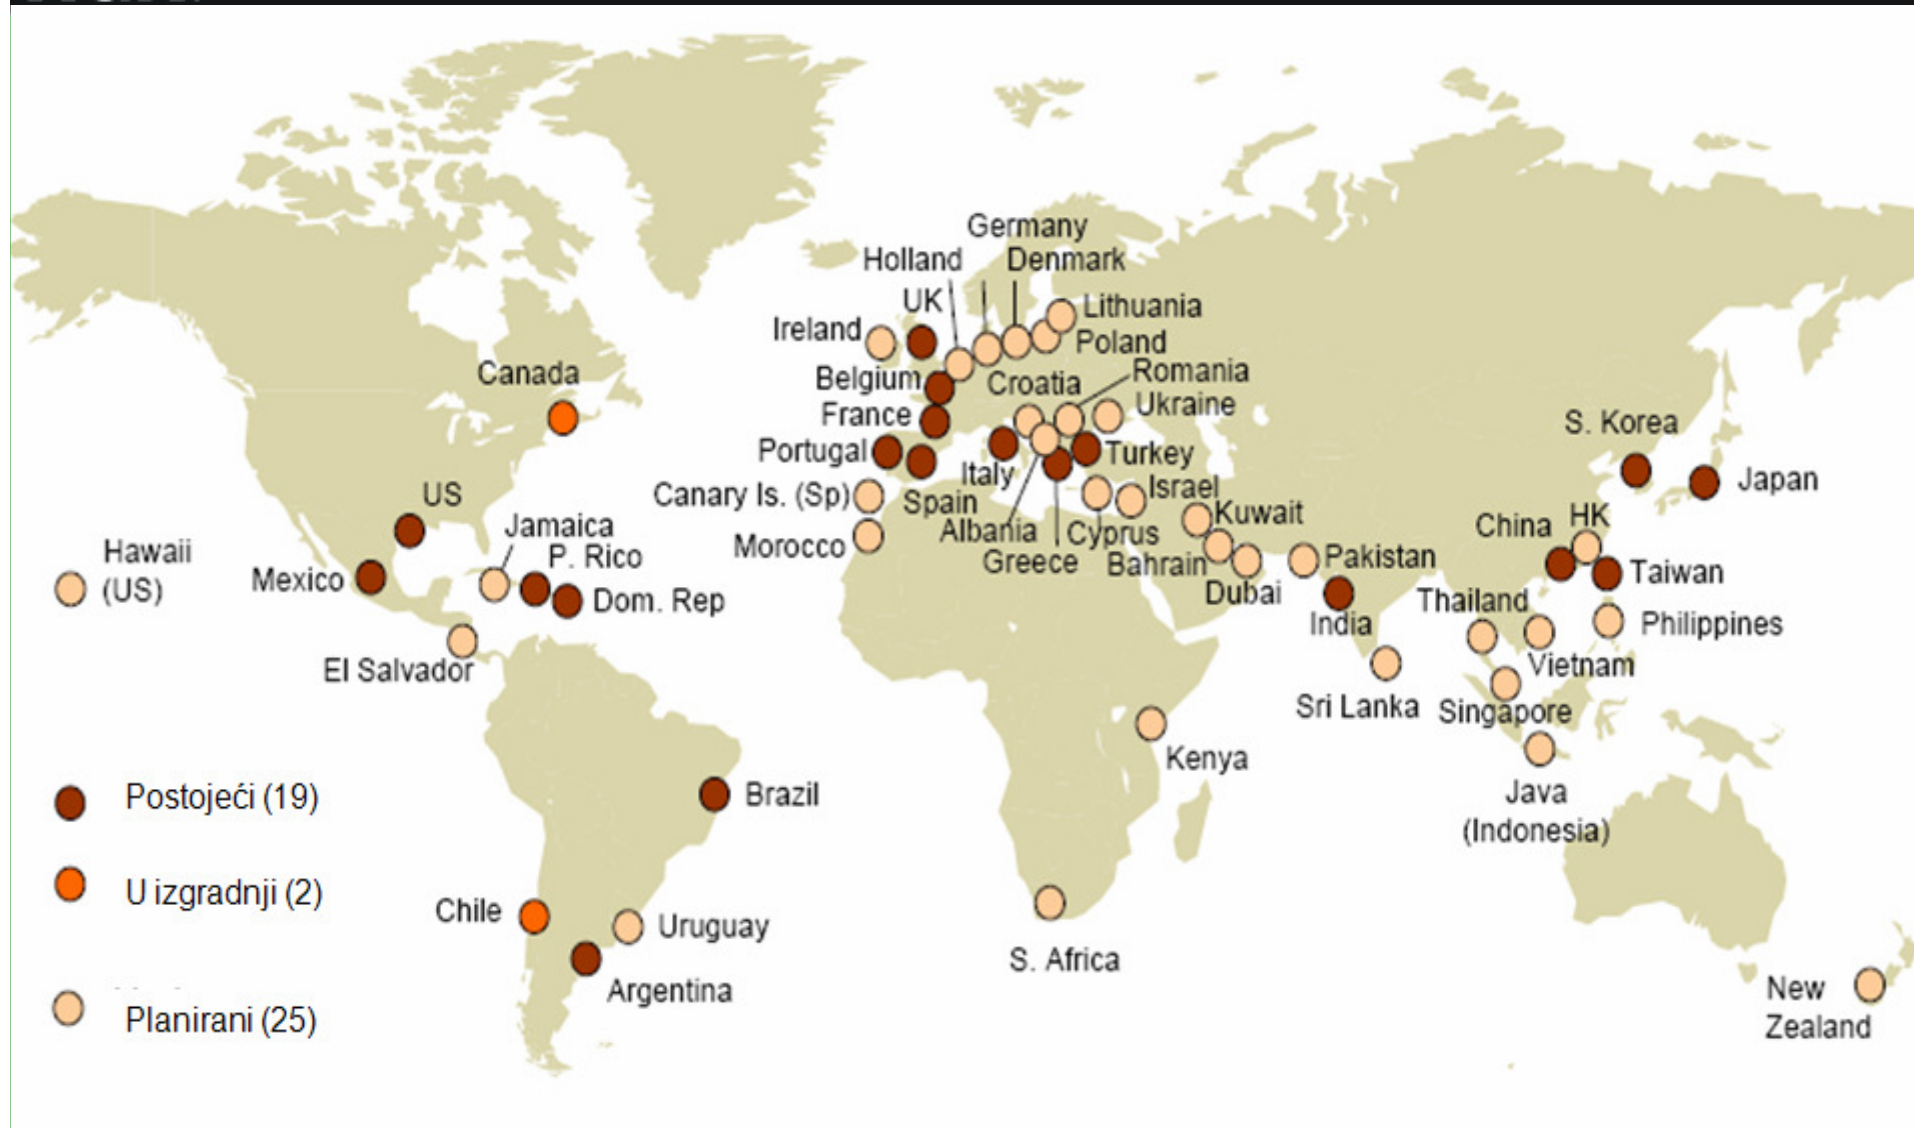 Germany
Holland
Denmark
UK
Lithuania
Ireland
Poland
Canada
Belgium
Croatia
Romania
France
Ukraine
S. Korea
Portugal
Italy
Turkey
Japan
US
Canary Is. (Sp)
Spain
Israel
Kuwait
Jamaica
Albania
Cyprus
China
HK
Hawaii
(US)
Morocco
P. Rico
Greece
Bahrain
Pakistan
Mexico
Dom. Rep
Dubai
Thailand
Taiwan
India
Philippines
El Salvador
Vietnam
Sri Lanka
Singapore
Kenya
Postojeći (19)
Brazil
Java
(Indonesia)
U izgradnji (2)
Chile
Uruguay
S. Africa
Argentina
New
Zealand
Planirani (25)